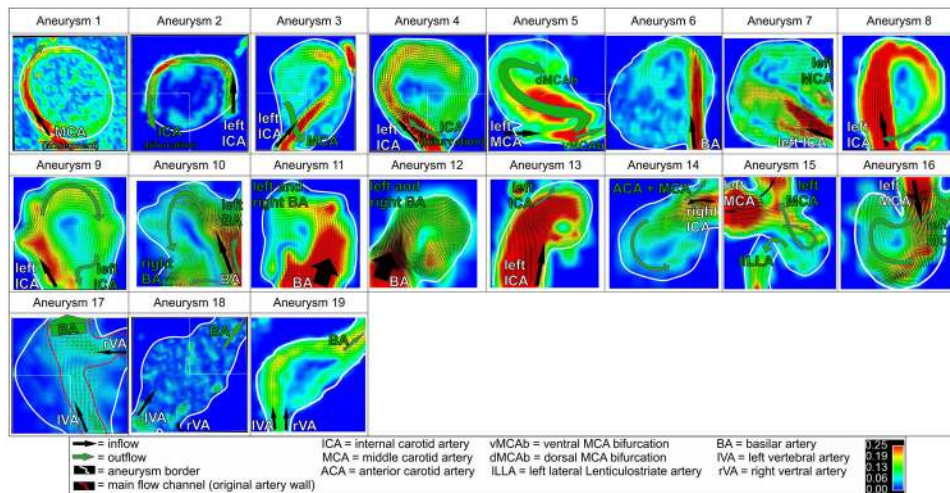 Aneurysm 1 Aneurysm 2 Aneurysm 3 Aneurysm 4 Aneurysm 5 Aneurysm 6 Aneurysm 7 Aneurysm 8
MCA
ICA
left ICA
left ICA
MCA
left ICA
ICA
left MCA
dMCAb
vMCAb
BA
left MCA
left ICA
left ICA
Aneurysm 9 Aneurysm 10 Aneurysm 11 Aneurysm 12 Aneurysm 13 Aneurysm 14 Aneurysm 15 Aneurysm 16
left ICA
left ICA
left BA
right BA
BA
left and right BA
BA
left and right BA
BA
left ICA
left ICA
ACA + MCA
right ICA
left MCA
left MCA
ILLA
left MCA
left
Aneurysm 17 Aneurysm 18 Aneurysm 19
BA
rVA
lVA
BA
lVA
rVA
BA
lVA
rVA
= inflow ICA = internal carotid artery vMCAb = ventral MCA bifurcation BA = basilar artery
= outflow MCA = middle carotid artery dMCAb = dorsal MCA bifurcation lVA = left vertebral artery
= aneurysm border ACA = anterior carotid artery ILLA = left lateral Lenticulostriate artery rVA = right vertral artery
= main flow channel (original artery wall)
0.25
0.19
0.13
0.06
0.00